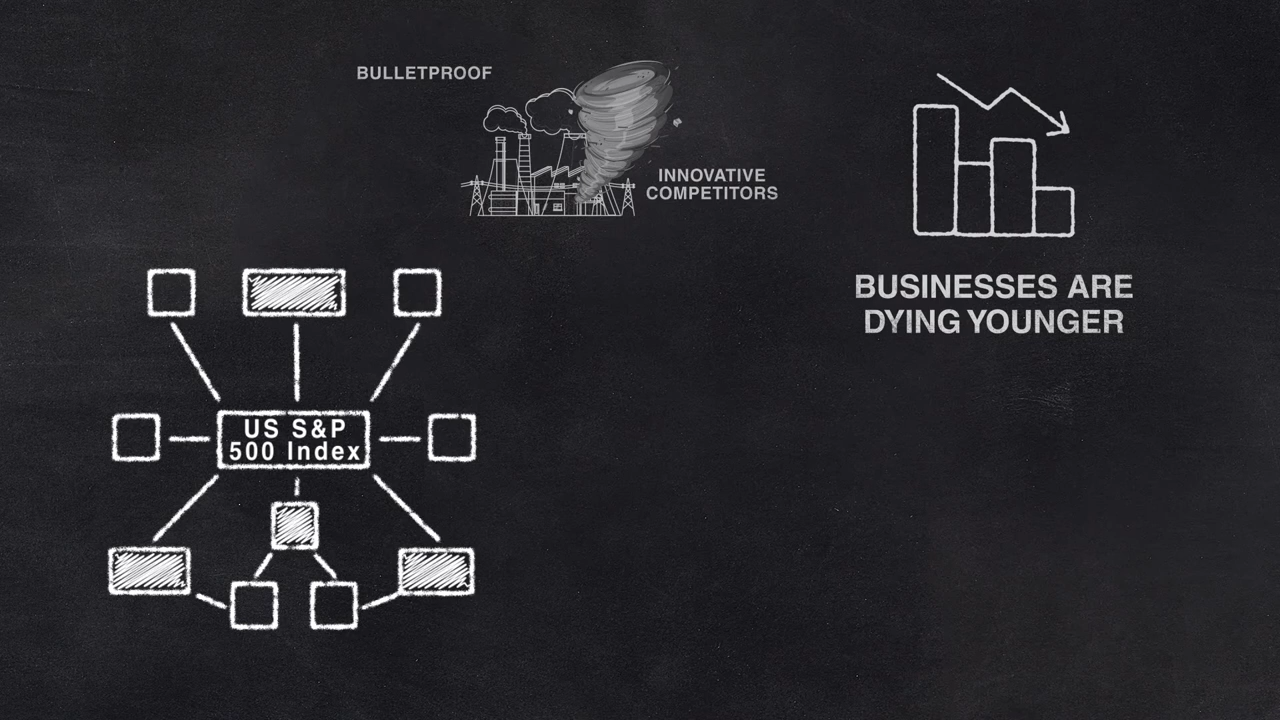 BULLETPROOF
INNOVATIVE
COMPETITORS
BUSINESSES ARE
DYING YOUNGER
US S&P
500 Index